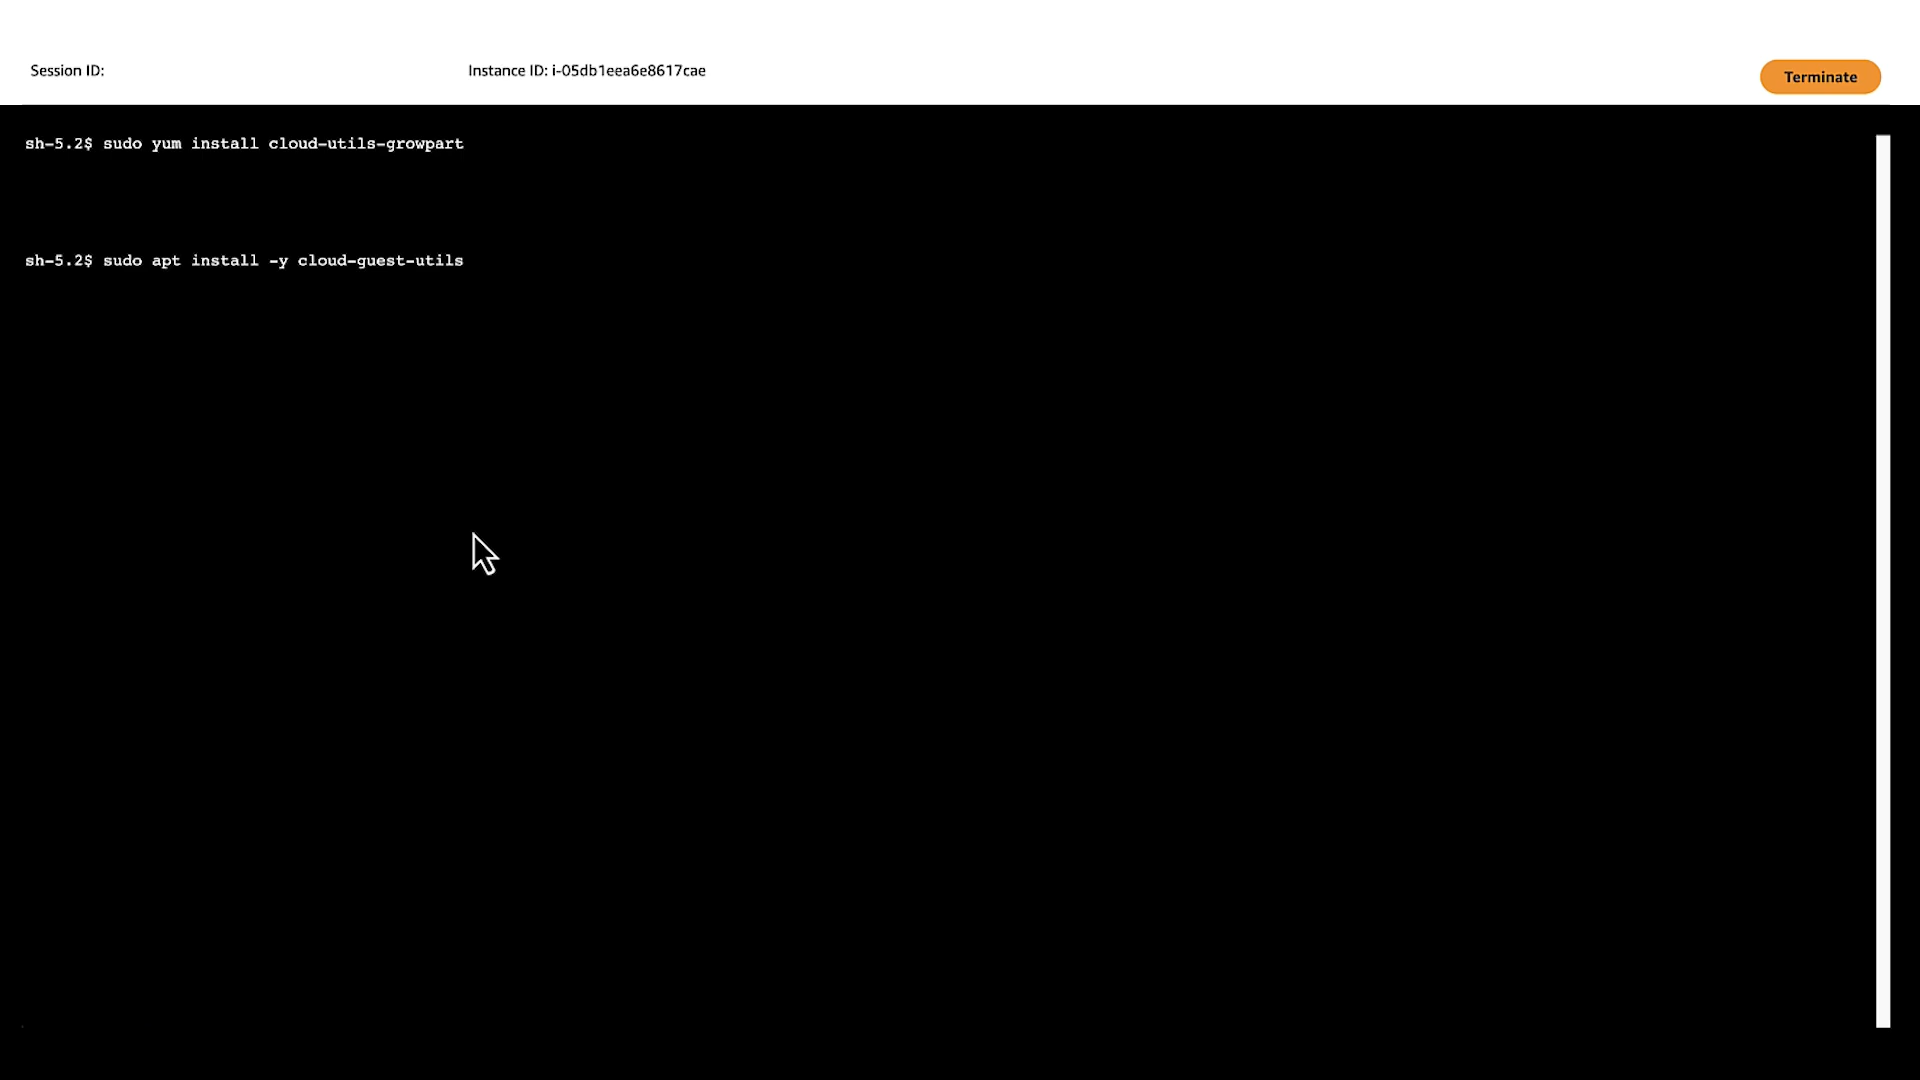 Session ID:
Instance ID: i-05db1eea6e8617cae
Terminate
sh-5.2$ sudo yum install cloud-utils-growpart
sh-5.2$ sudo apt install -y cloud-guest-utils